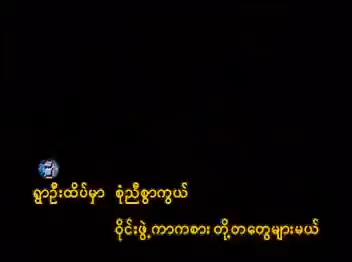 ရွာဦးထိပ်မှာ စုံညီစွာကွယ်
ဝိုင်းဖွဲ့ကာကစား တို့တတွေများမယ်